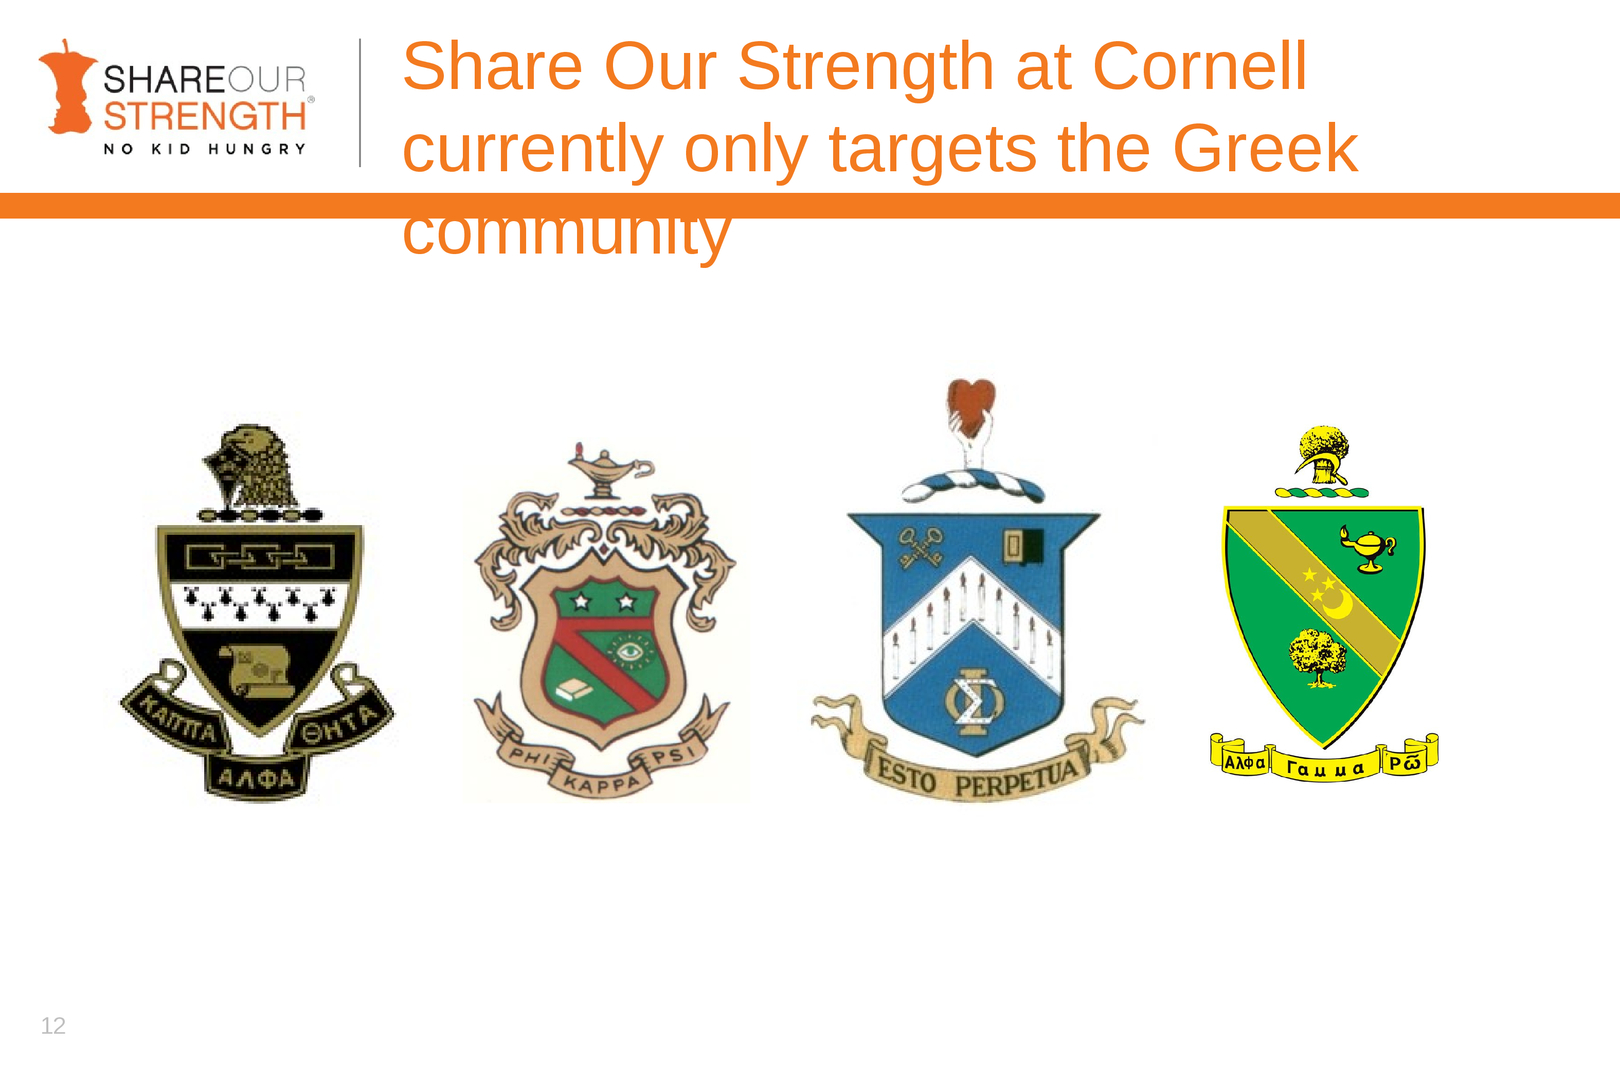 SHAREOUR
STRENGTH®
NO KID HUNGRY
Share Our Strength at Cornell
currently only targets the Greek
community
ΚΑΠΠΑ
ΑΛΦΑ
ΘΗΤΑ
PHI
KAPPA
PSI
ΦΣ
ESTO PERPETUA
Αλφα
Γαμμα
Ρω̃
12